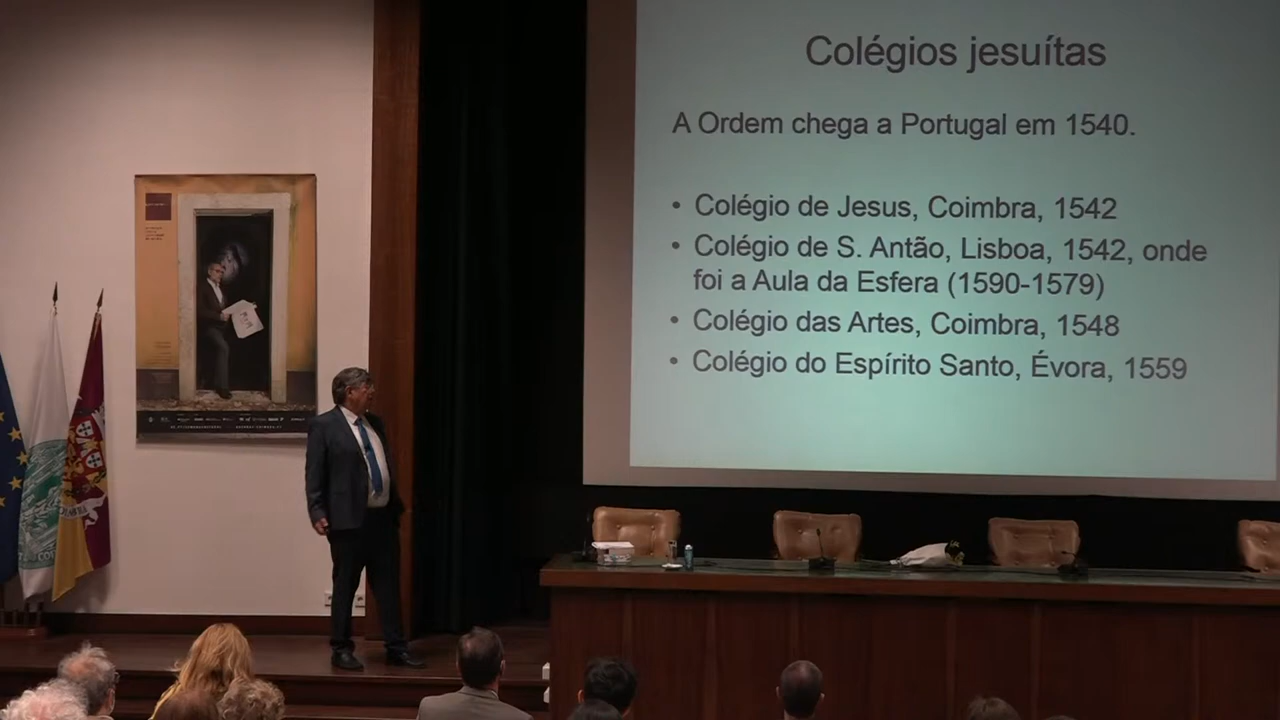 Colégios jesuítas
A Ordem chega a Portugal em 1540.
• Colégio de Jesus, Coimbra, 1542
• Colégio de S. Antão, Lisboa, 1542, onde
foi a Aula da Esfera (1590-1579)
• Colégio das Artes, Coimbra, 1548
• Colégio do Espírito Santo, Évora, 1559